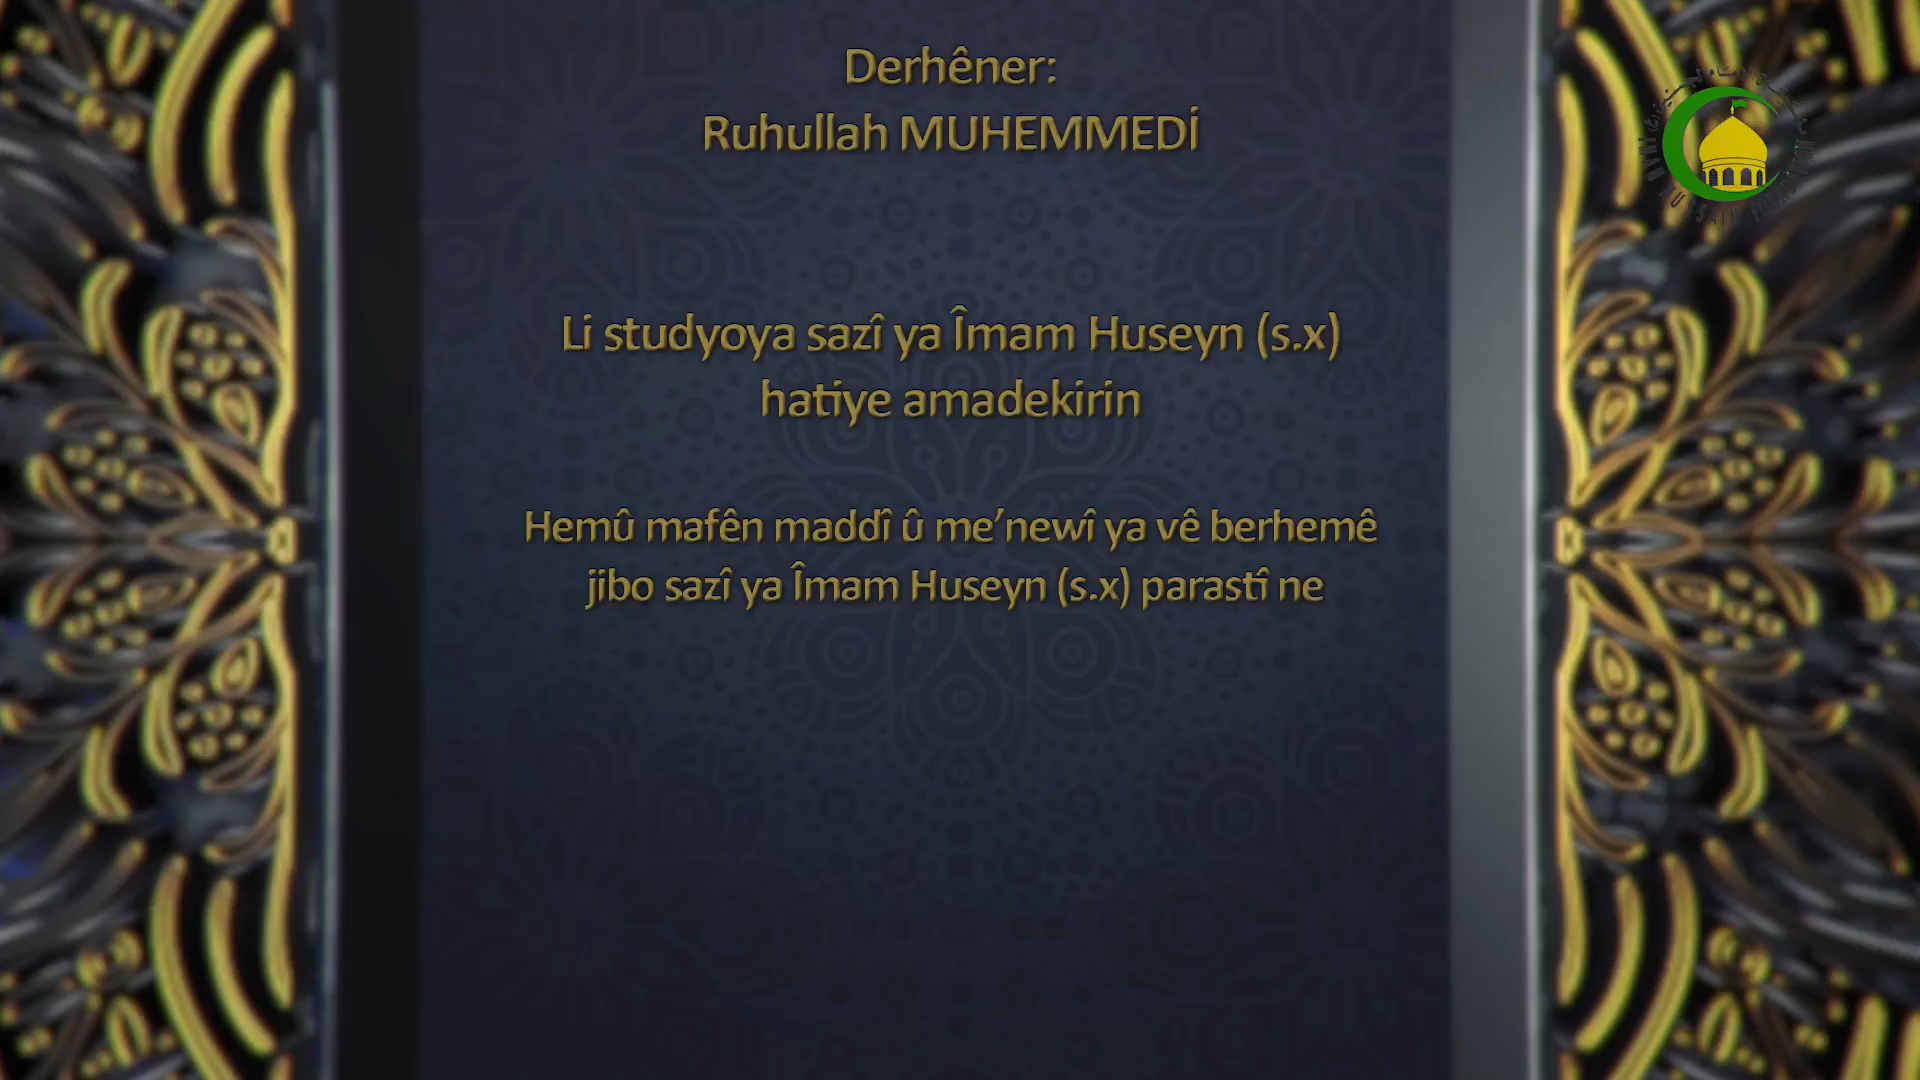 Derhêner:
Ruhullah MUHEMMEDİ
Li studyoya sazî ya Îmam Huseyn (s.x)
hatiye amadekirin
Hemû mafên maddî û me’newî ya vê berhemê
jibo sazî ya Îmam Huseyn (s.x) parastî ne